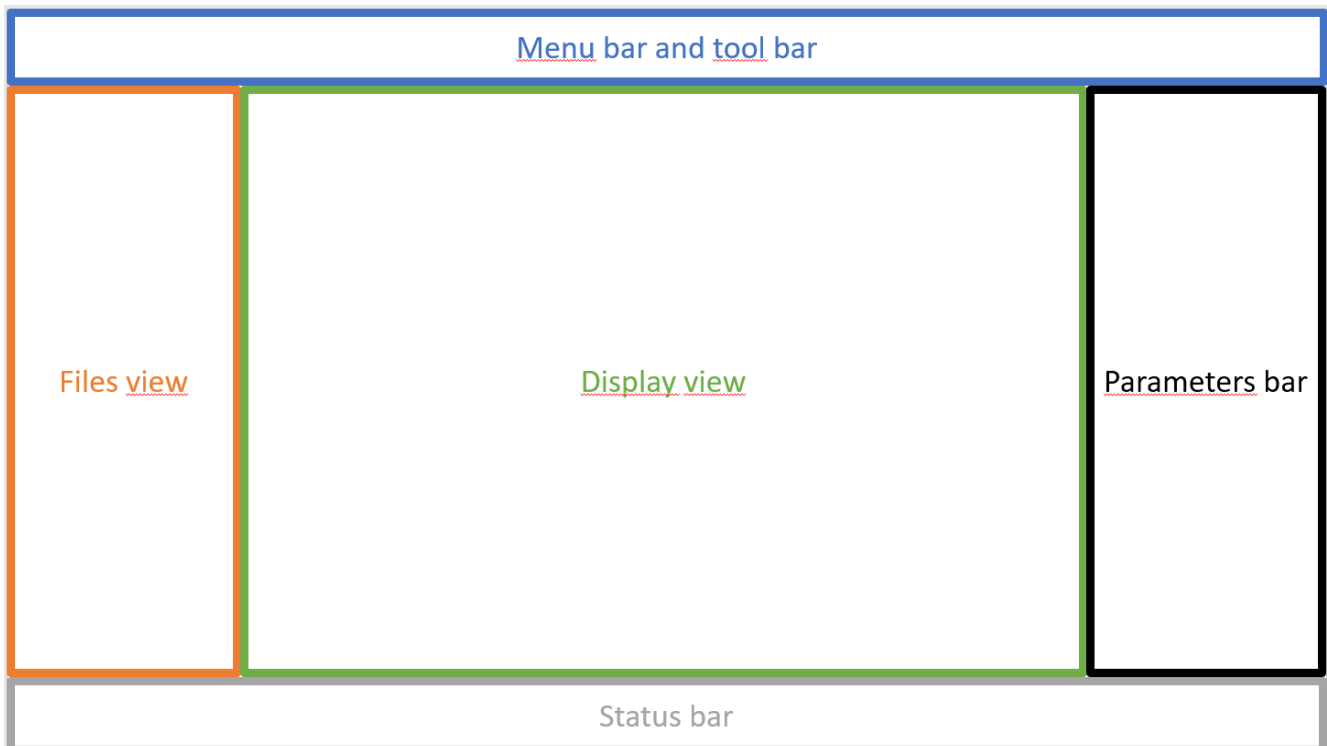 Menu bar and tool bar
Files view
Display view
Parameters bar
Status bar